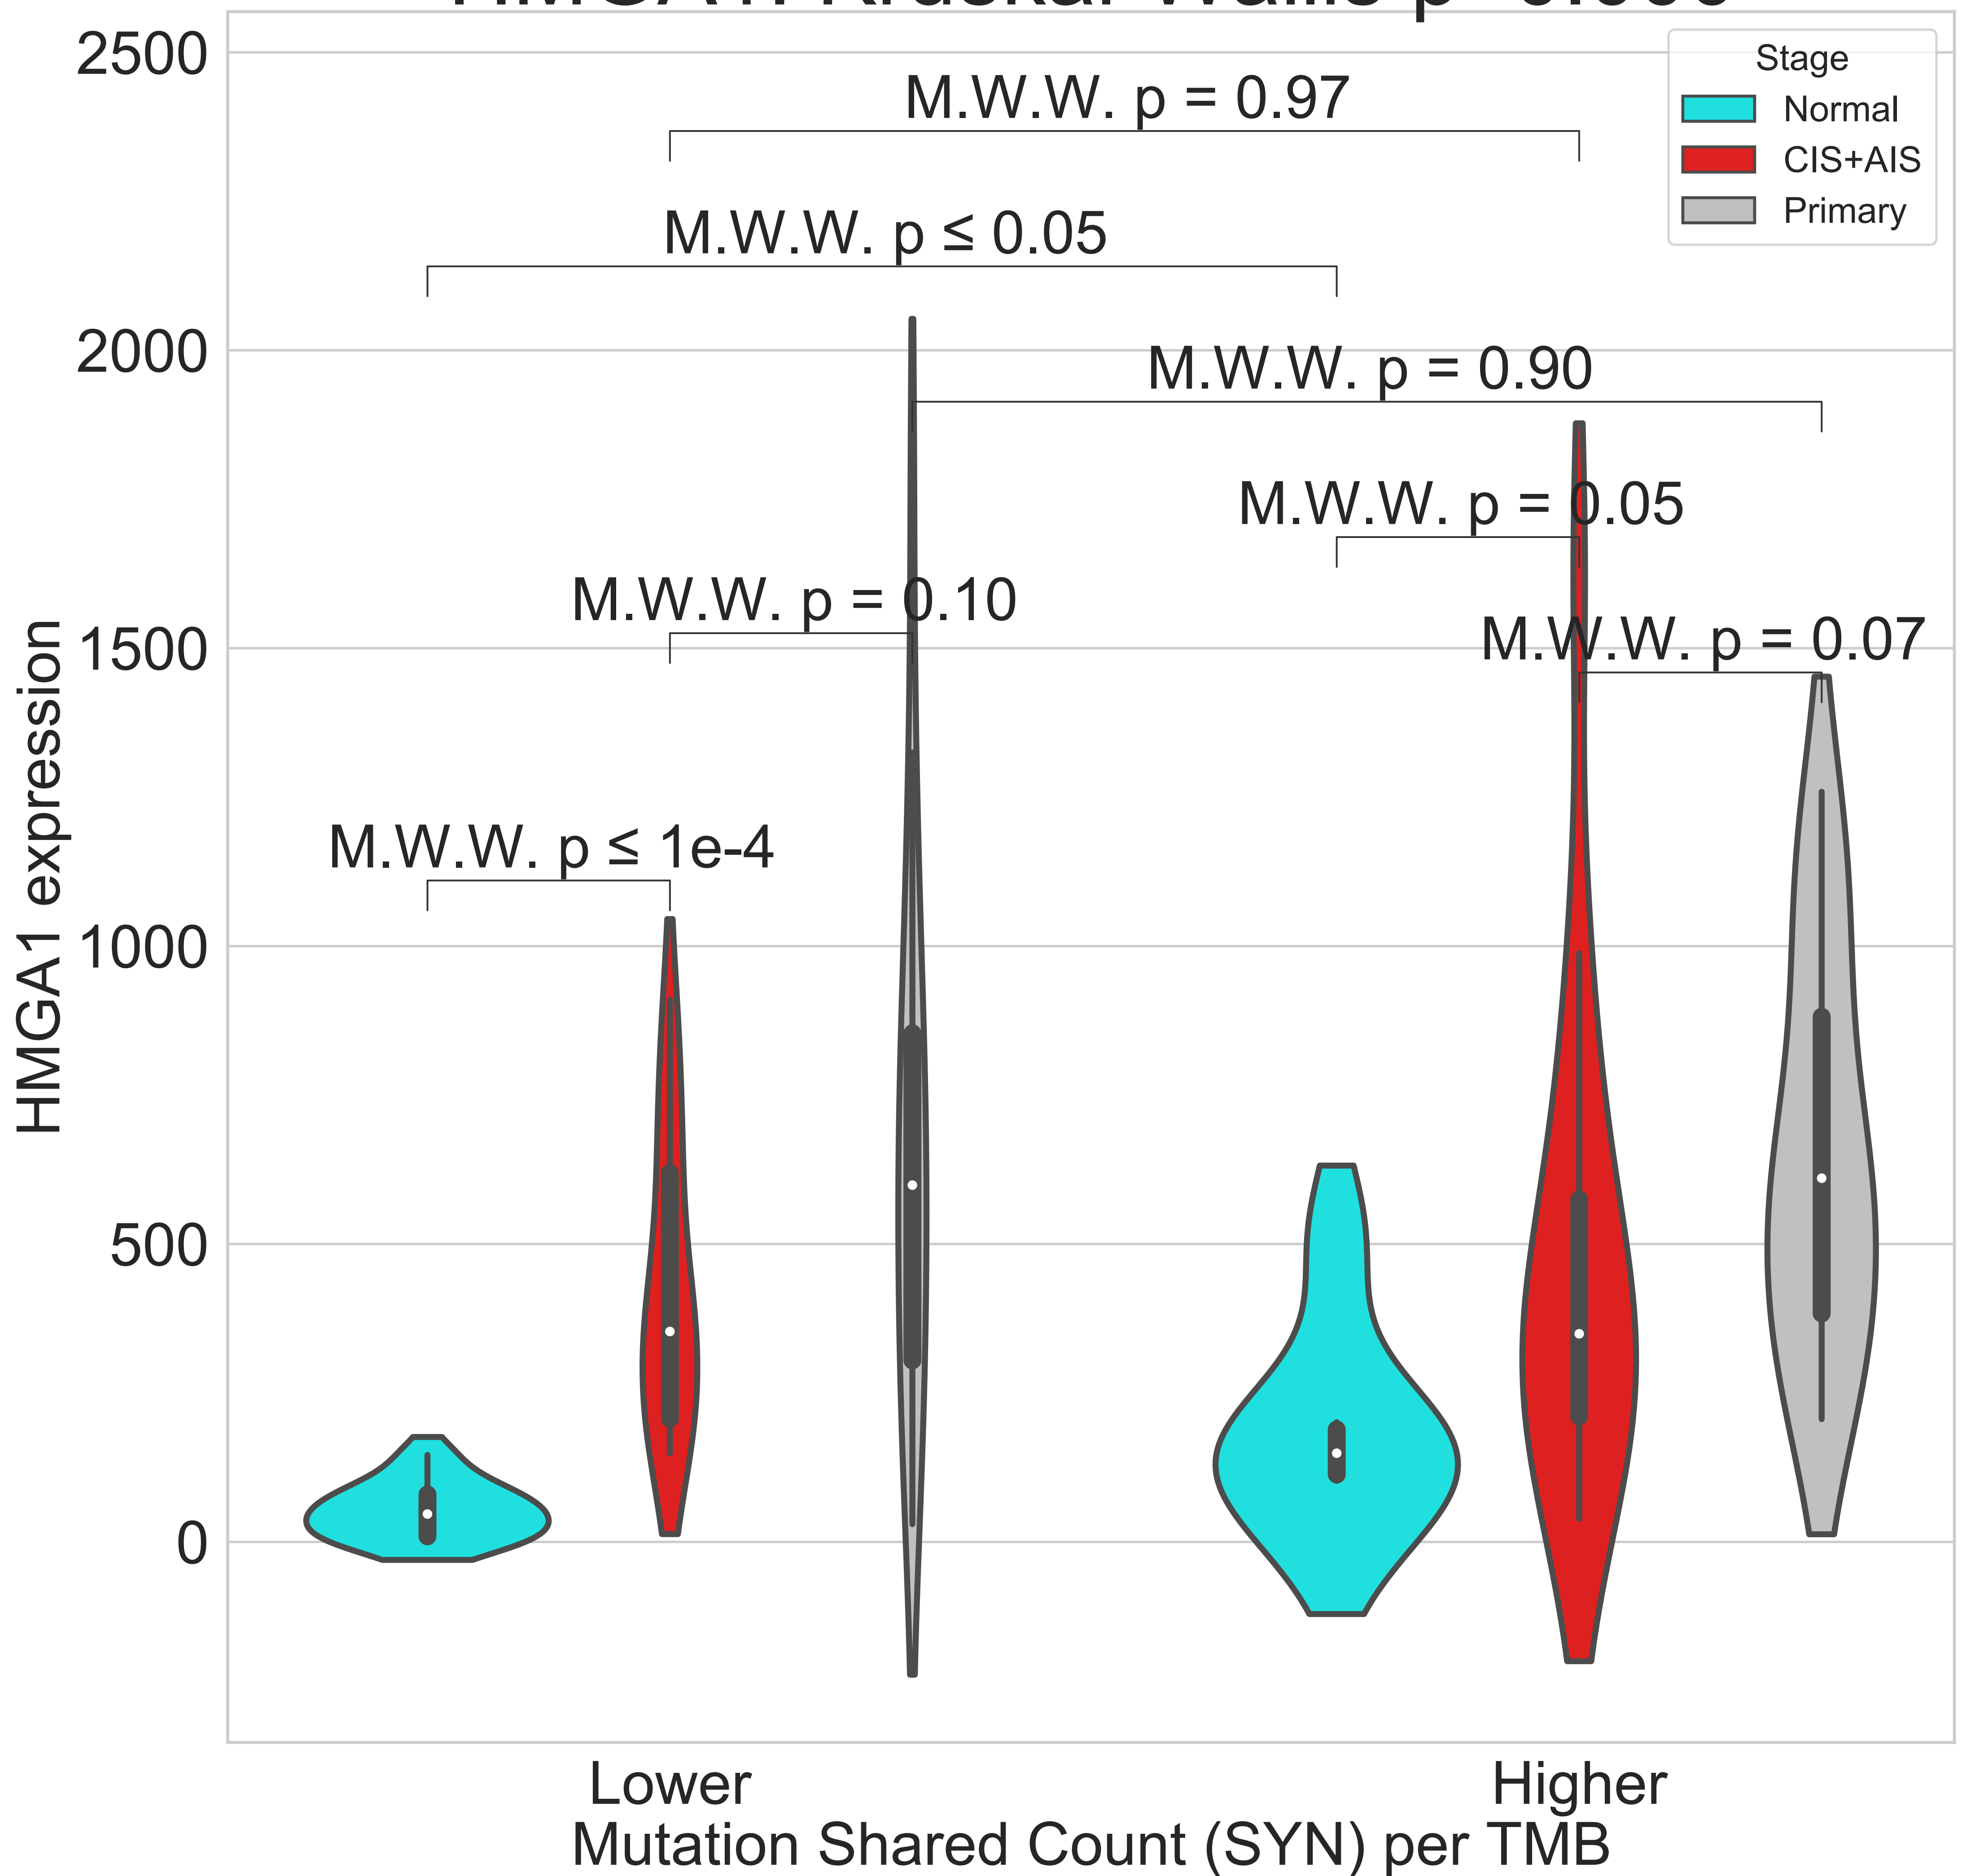 2500
Stage
Normal
CIS+AIS
Primary
M.W.W. p = 0.97
M.W.W. p ≤ 0.05
2000
M.W.W. p = 0.90
M.W.W. p = 0.05
M.W.W. p = 0.10
1500
M.W.W. p = 0.07
HMGA1 expression
M.W.W. p ≤ 1e-4
1000
500
0
Lower
Higher
Mutation Shared Count (SYN) per TMB